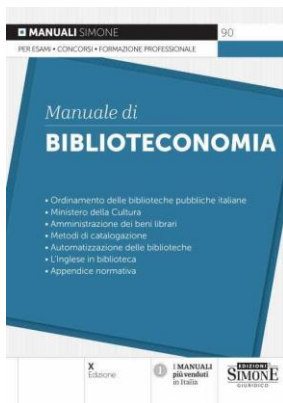 MANUALI SIMONE
90
PER ESAMI • CONCORSI • FORMAZIONE PROFESSIONALE
Manuale di
BIBLIOTECONOMIA
• Ordinamento delle biblioteche pubbliche italiane
• Ministero della Cultura
• Amministrazione dei beni librari
• Metodi di catalogazione
• Automatizzazione delle biblioteche
• L'Inglese in biblioteca
• Appendice normativa
X
Edizione
1
I MANUALI
più venduti
in Italia
EDIZIONI
SIMONE
GIURIDICO